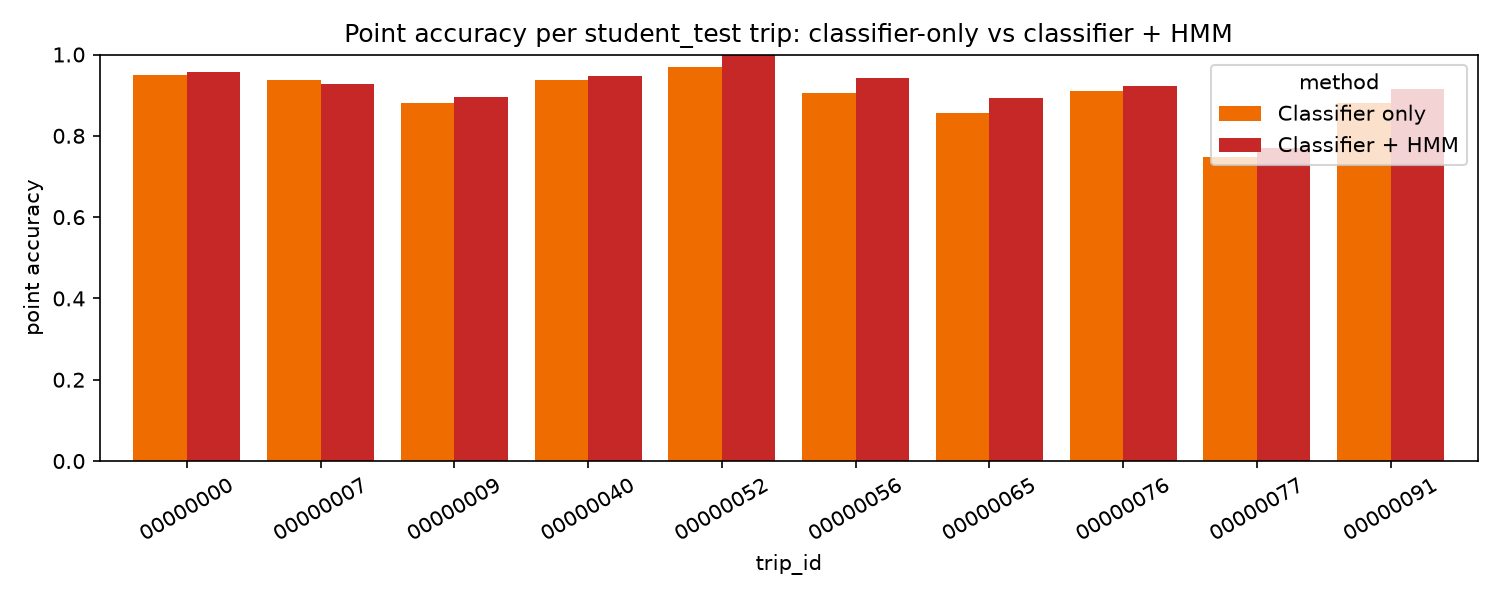 Point accuracy per student_test trip: classifier-only vs classifier + HMM
method
Classifier only
Classifier + HMM
point accuracy
1.0
0.8
0.6
0.4
0.2
0.0
00000000
00000007
00000009
00000040
00000052
00000056
00000065
00000076
00000077
00000091
trip_id